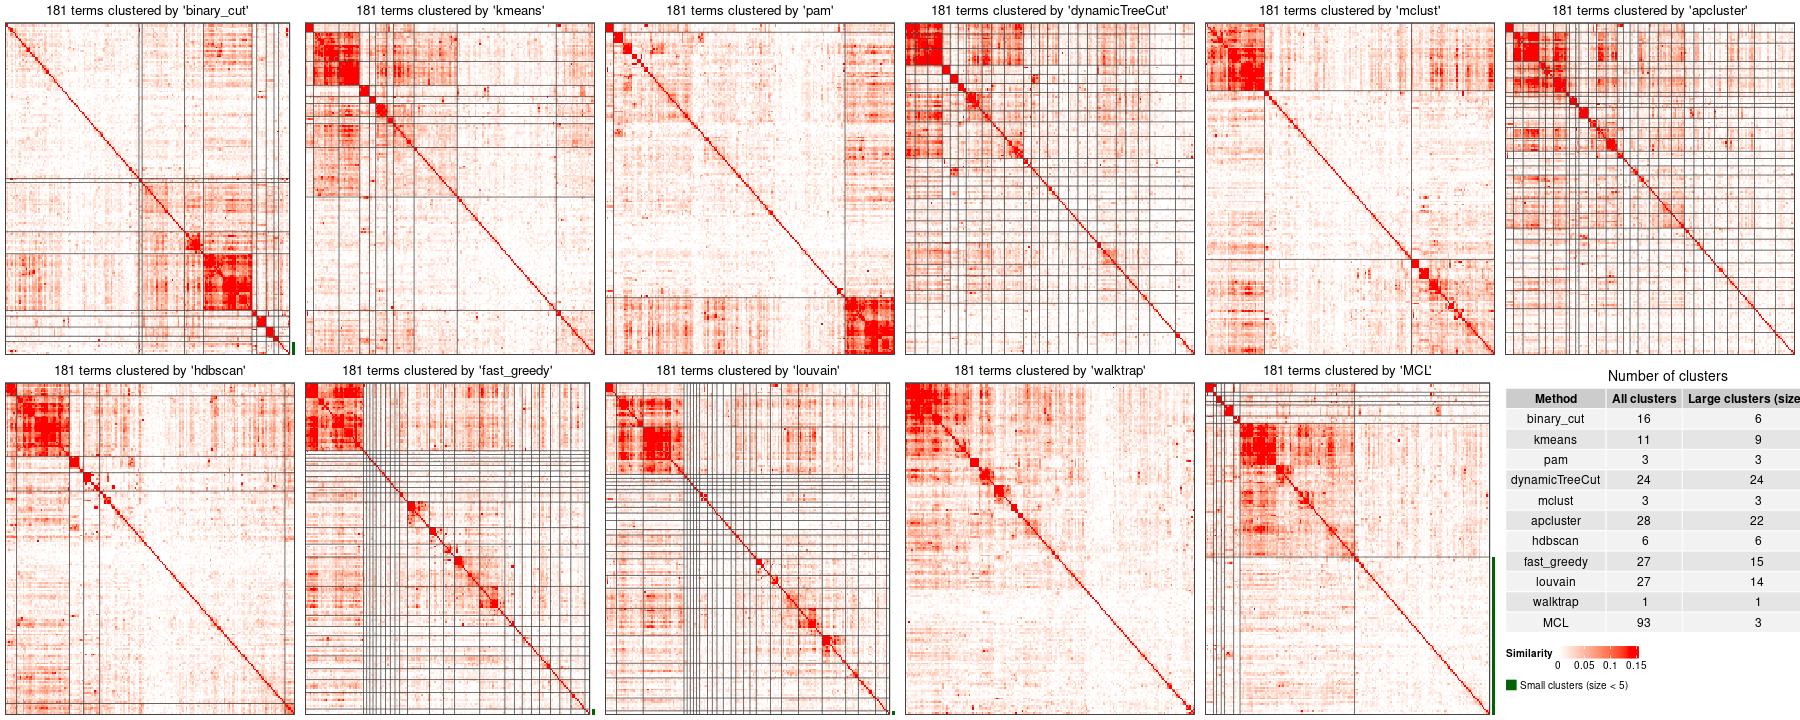 181 terms clustered by 'binary_cut'
181 terms clustered by 'kmeans'
181 terms clustered by 'pam'
181 terms clustered by 'dynamicTreeCut'
181 terms clustered by 'mclust'
181 terms clustered by 'apcluster'
181 terms clustered by 'hdbscan'
181 terms clustered by 'fast_greedy'
181 terms clustered by 'louvain'
181 terms clustered by 'walktrap'
181 terms clustered by 'MCL'
Number of clusters
Method All clusters Large clusters (size
binary_cut 16 6
kmeans 11 9
pam 3 3
dynamicTreeCut 24 24
mclust 3 3
apcluster 28 22
hdbscan 6 6
fast_greedy 27 15
louvain 27 14
walktrap 1 1
MCL 93 3
Similarity
0 0.05 0.1 0.15
Small clusters (size < 5)